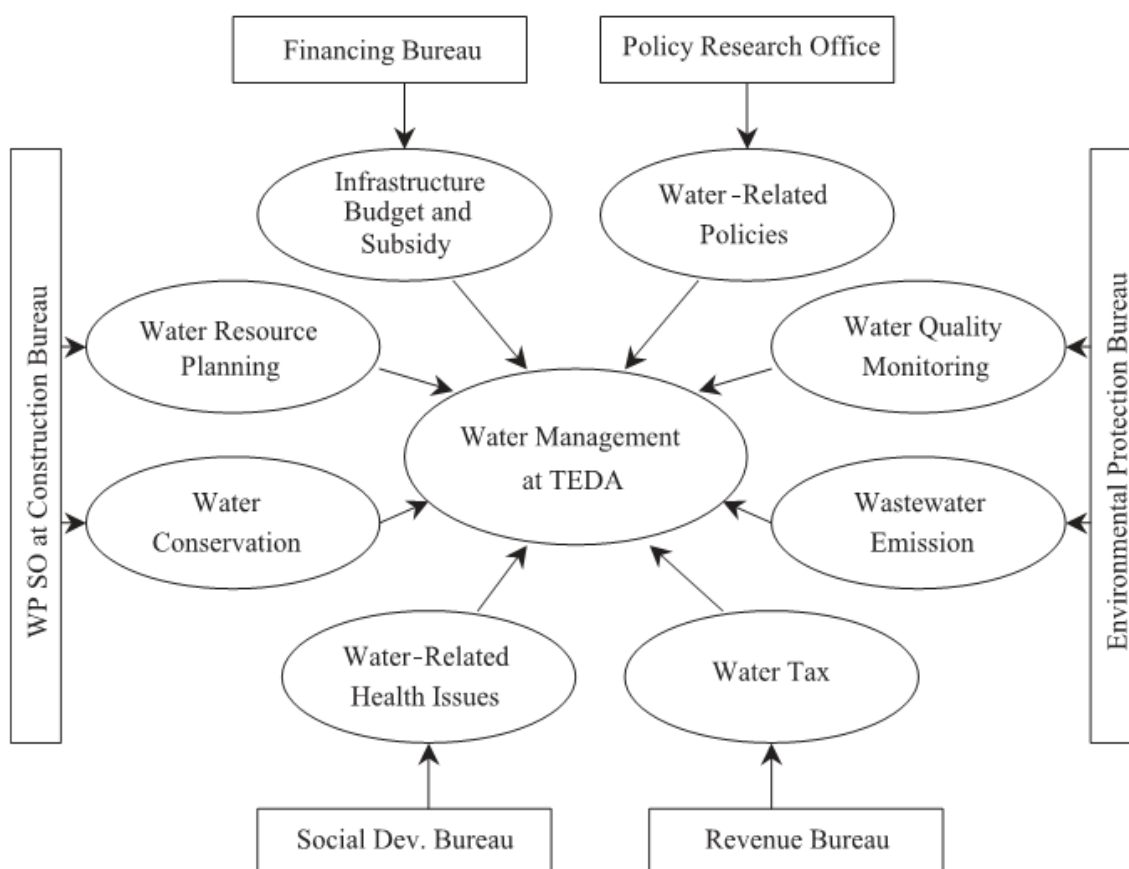 Financing Bureau
Policy Research Office
Infrastructure
Budget and
Subsidy
Water-Related
Policies
WP SO at Construction Bureau
Water Resource
Planning
Water Quality
Monitoring
Environmental Protection Bureau
Water Management
at TEDA
Water
Conservation
Wastewater
Emission
Water-Related
Health Issues
Water Tax
Social Dev. Bureau
Revenue Bureau